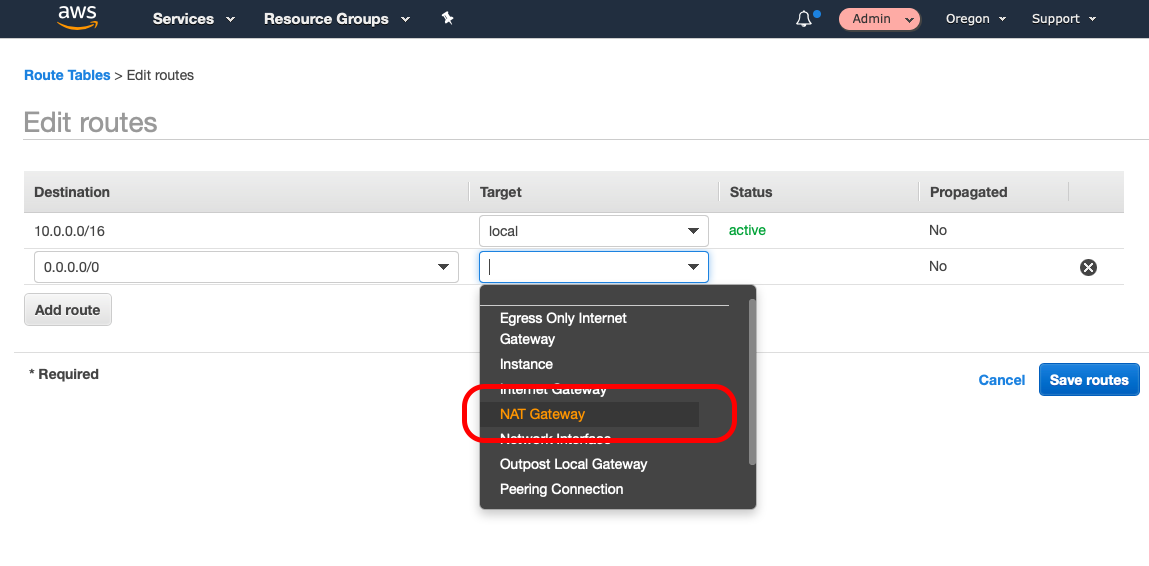 aws Services Resource Groups Admin Oregon Support
Route Tables > Edit routes
Edit routes
Destination Target Status Propagated
10.0.0.0/16 local active No
0.0.0.0/0 No
Add route
Egress Only Internet
Gateway
Instance
Internet Gateway
NAT Gateway
Network Interface
Outpost Local Gateway
Peering Connection
* Required
Cancel Save routes